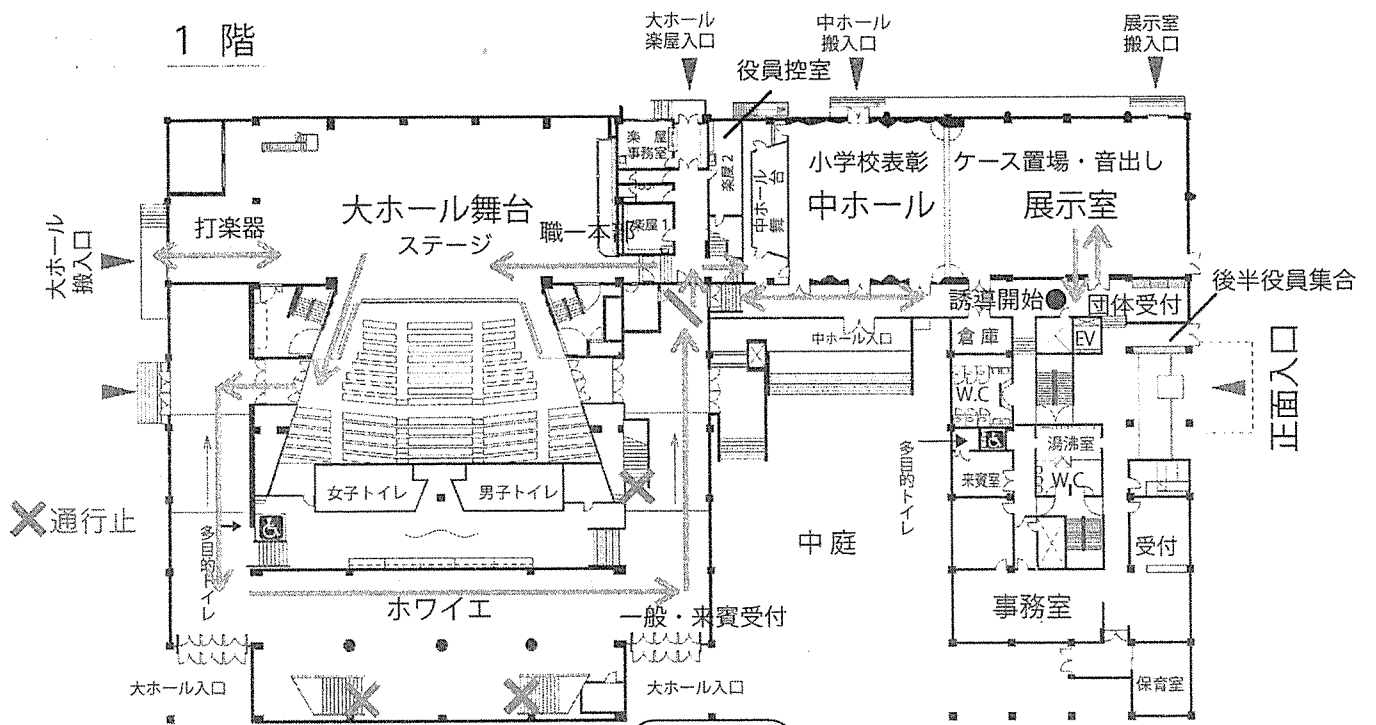 1 階
大ホール
楽屋入口
中ホール
搬入口
展示室
搬入口
役員控室
楽 屋
事務室
楽屋2
中ホール
舞台
小学校表彰
中ホール
ケース置場・音出し
展示室
大ホール舞台
ステージ
打楽器
職一本部
楽屋1
大ホール
搬入口
後半役員集合
誘導開始
団体受付
中ホール入口
倉庫
EV
W.C
正面入口
多目的トイレ
湯沸室
来賓室
W.C
女子トイレ
男子トイレ
通行止
多目的トイレ
中庭
受付
ホワイエ
一般・来賓受付
事務室
大ホール入口
大ホール入口
保育室